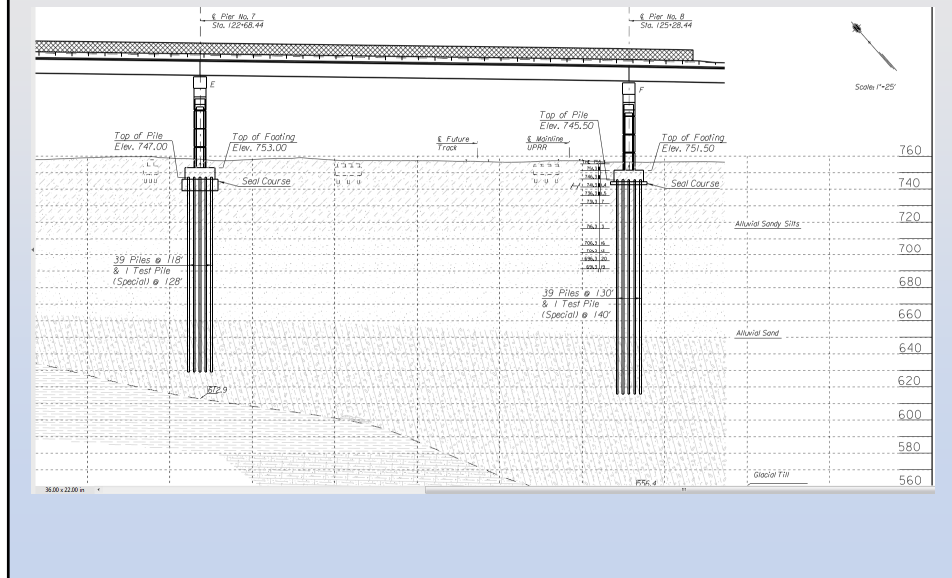 ℄ Pier No. 7
Sta. 122+68.44
℄ Pier No. 8
Sta. 125+28.44
Scale: 1"=25'
E
F
Top of Pile
Elev. 747.00
Top of Footing
Elev. 753.00
℄ Future
Track
℄ Mainline
UPRR
Top of Pile
Elev. 745.50
Top of Footing
Elev. 751.50
Seal Course
Seal Course
760
740
720
700
680
660
640
620
600
580
560
Alluvial Sandy Silts
39 Piles @ 118'
& 1 Test Pile
(Special) @ 128'
39 Piles @ 130'
& 1 Test Pile
(Special) @ 140'
Alluvial Sand
612.9
Glacial Till
556.4
36.00 x 22.00 in